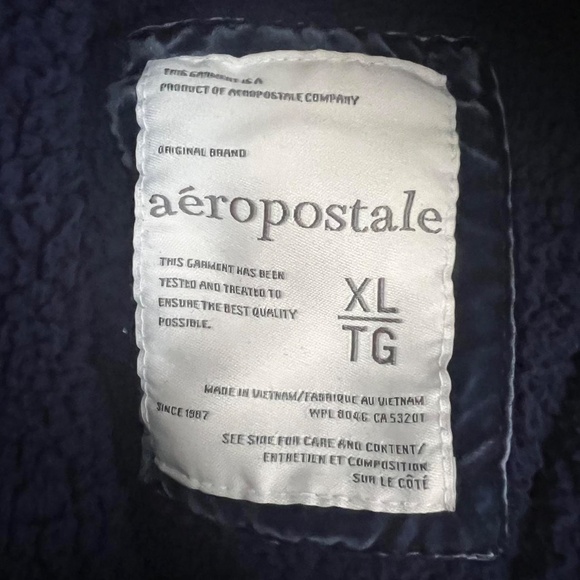 THIS GARMENT IS A
PRODUCT OF AEROPOSTALE COMPANY
ORIGINAL BRAND
aéropostale
THIS GARMENT HAS BEEN
TESTED AND TREATED TO
ENSURE THE BEST QUALITY
POSSIBLE.
XL
TG
MADE IN VIETNAM/FABRIQUE AU VIETNAM
SINCE 1987
WPL 8046 CA 53201
SEE SIDE FOR CARE AND CONTENT/
ENTRETIEN ET COMPOSITION
SUR LE CÔTÉ